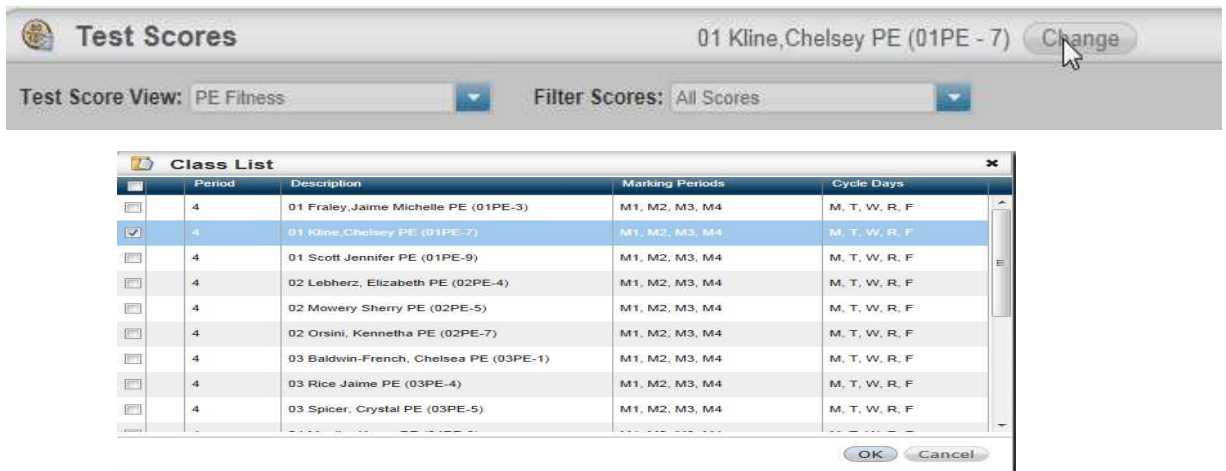 Test Scores 01 Kline,Chelsey PE (01PE - 7) Change
Test Score View: PE Fitness Filter Scores: All Scores
Class List
Period Description Marking Periods Cycle Days
4 01 Fraley,Jaime Michelle PE (01PE-3) M1, M2, M3, M4 M, T, W, R, F
4 01 Kline,Chelsey PE (01PE-7) M1, M2, M3, M4 M, T, W, R, F
4 01 Scott Jennifer PE (01PE-9) M1, M2, M3, M4 M, T, W, R, F
4 02 Lebherz, Elizabeth PE (02PE-4) M1, M2, M3, M4 M, T, W, R, F
4 02 Mowery Sherry PE (02PE-5) M1, M2, M3, M4 M, T, W, R, F
4 02 Orsini, Kennetha PE (02PE-7) M1, M2, M3, M4 M, T, W, R, F
4 03 Baldwin-French, Chelsea PE (03PE-1) M1, M2, M3, M4 M, T, W, R, F
4 03 Rice Jaime PE (03PE-4) M1, M2, M3, M4 M, T, W, R, F
4 03 Spicer, Crystal PE (03PE-5) M1, M2, M3, M4 M, T, W, R, F
OK Cancel